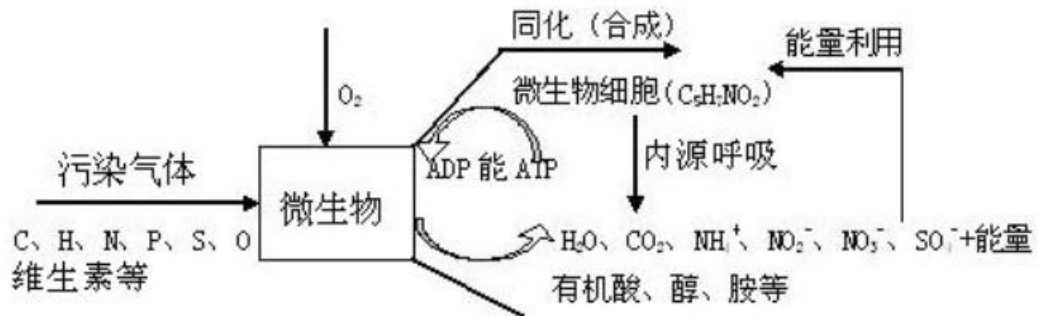 同化（合成）
能量利用
O₂
微生物细胞(C₅H₇NO₂)
污染气体
ADP 能 ATP
内源呼吸
微生物
C、H、N、P、S、O
H₂O、CO₂、NH₄⁺、NO₂⁻、NO₃⁻、SO₄⁻+能量
维生素等
有机酸、醇、胺等